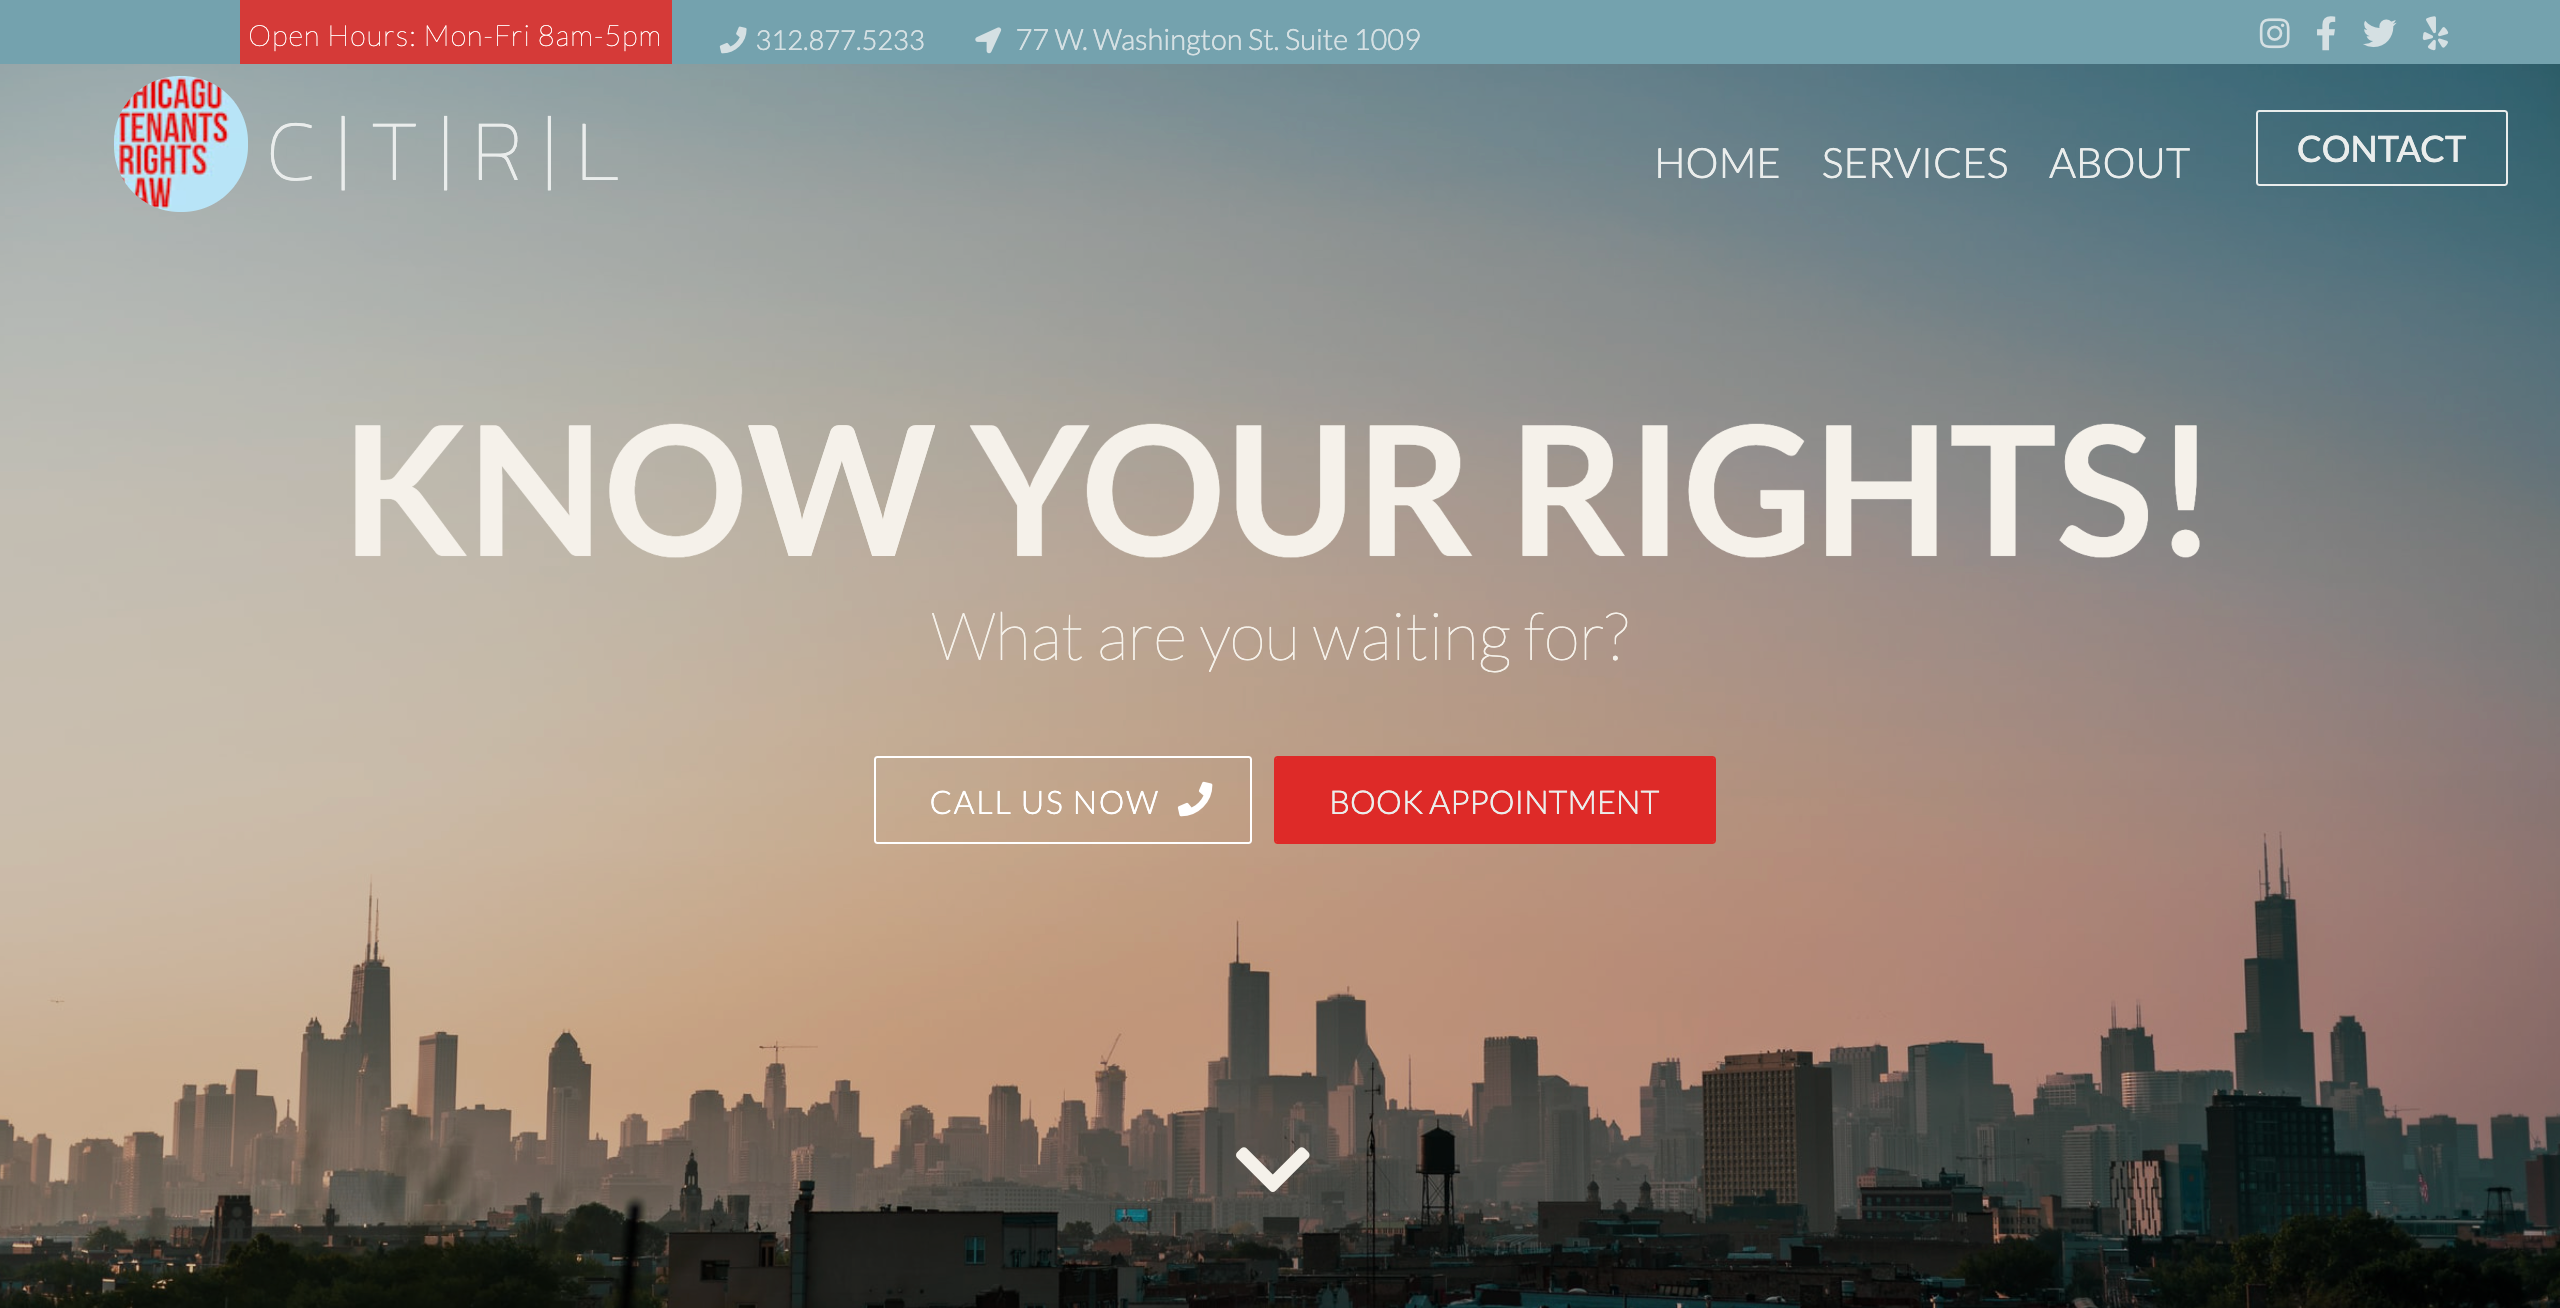 Open Hours: Mon-Fri 8am-5pm
312.877.5233
77 W. Washington St. Suite 1009
CHICAGO
TENANTS
RIGHTS
LAW
C|T|R|L
HOME
SERVICES
ABOUT
CONTACT
KNOW YOUR RIGHTS!
What are you waiting for?
CALL US NOW
BOOK APPOINTMENT